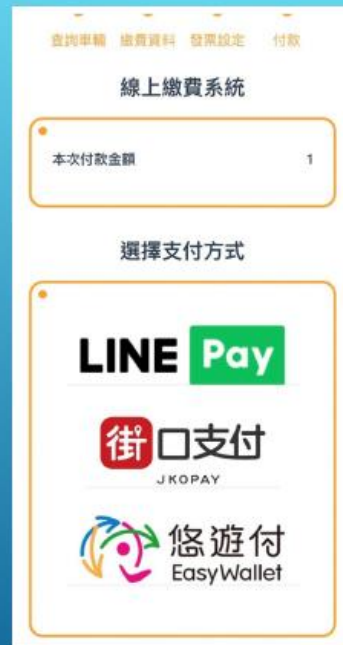 查詢車輛 繳費資料 發票設定 付款
線上繳費系統
本次付款金額 1
選擇支付方式
LINE Pay
街口支付
JKOPAY
悠遊付
EasyWallet